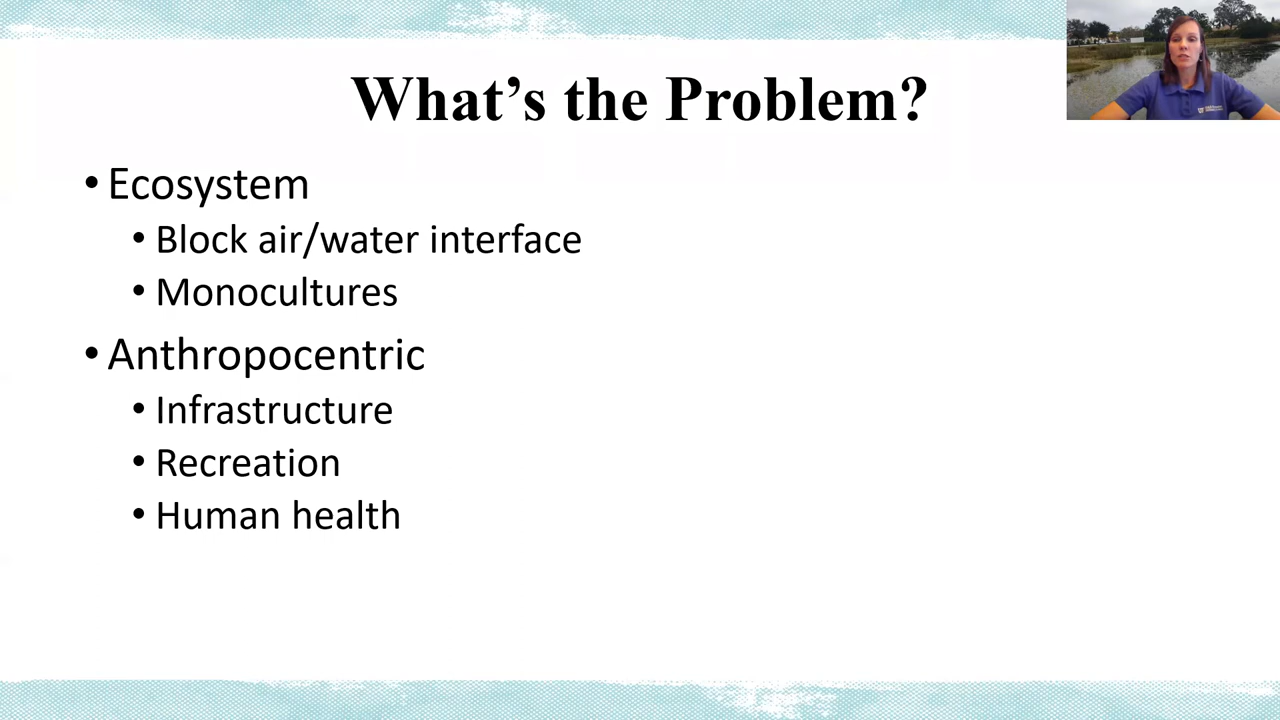 What's the Problem?
• Ecosystem
• Block air/water interface
• Monocultures
• Anthropocentric
• Infrastructure
• Recreation
• Human health